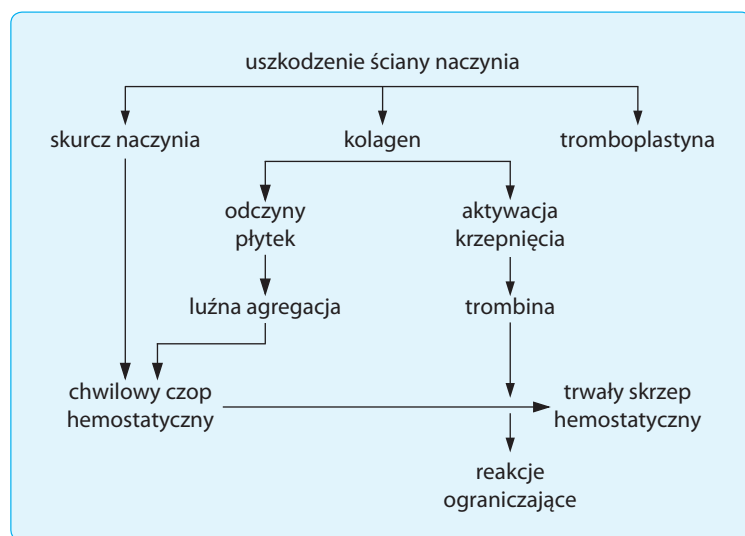 uszkodzenie ściany naczynia
skurcz naczynia
kolagen
tromboplastyna
odczyny
płytek
aktywacja
krzepnięcia
luźna agregacja
trombina
chwilowy czop
hemostatyczny
trwały skrzep
hemostatyczny
reakcje
ograniczające